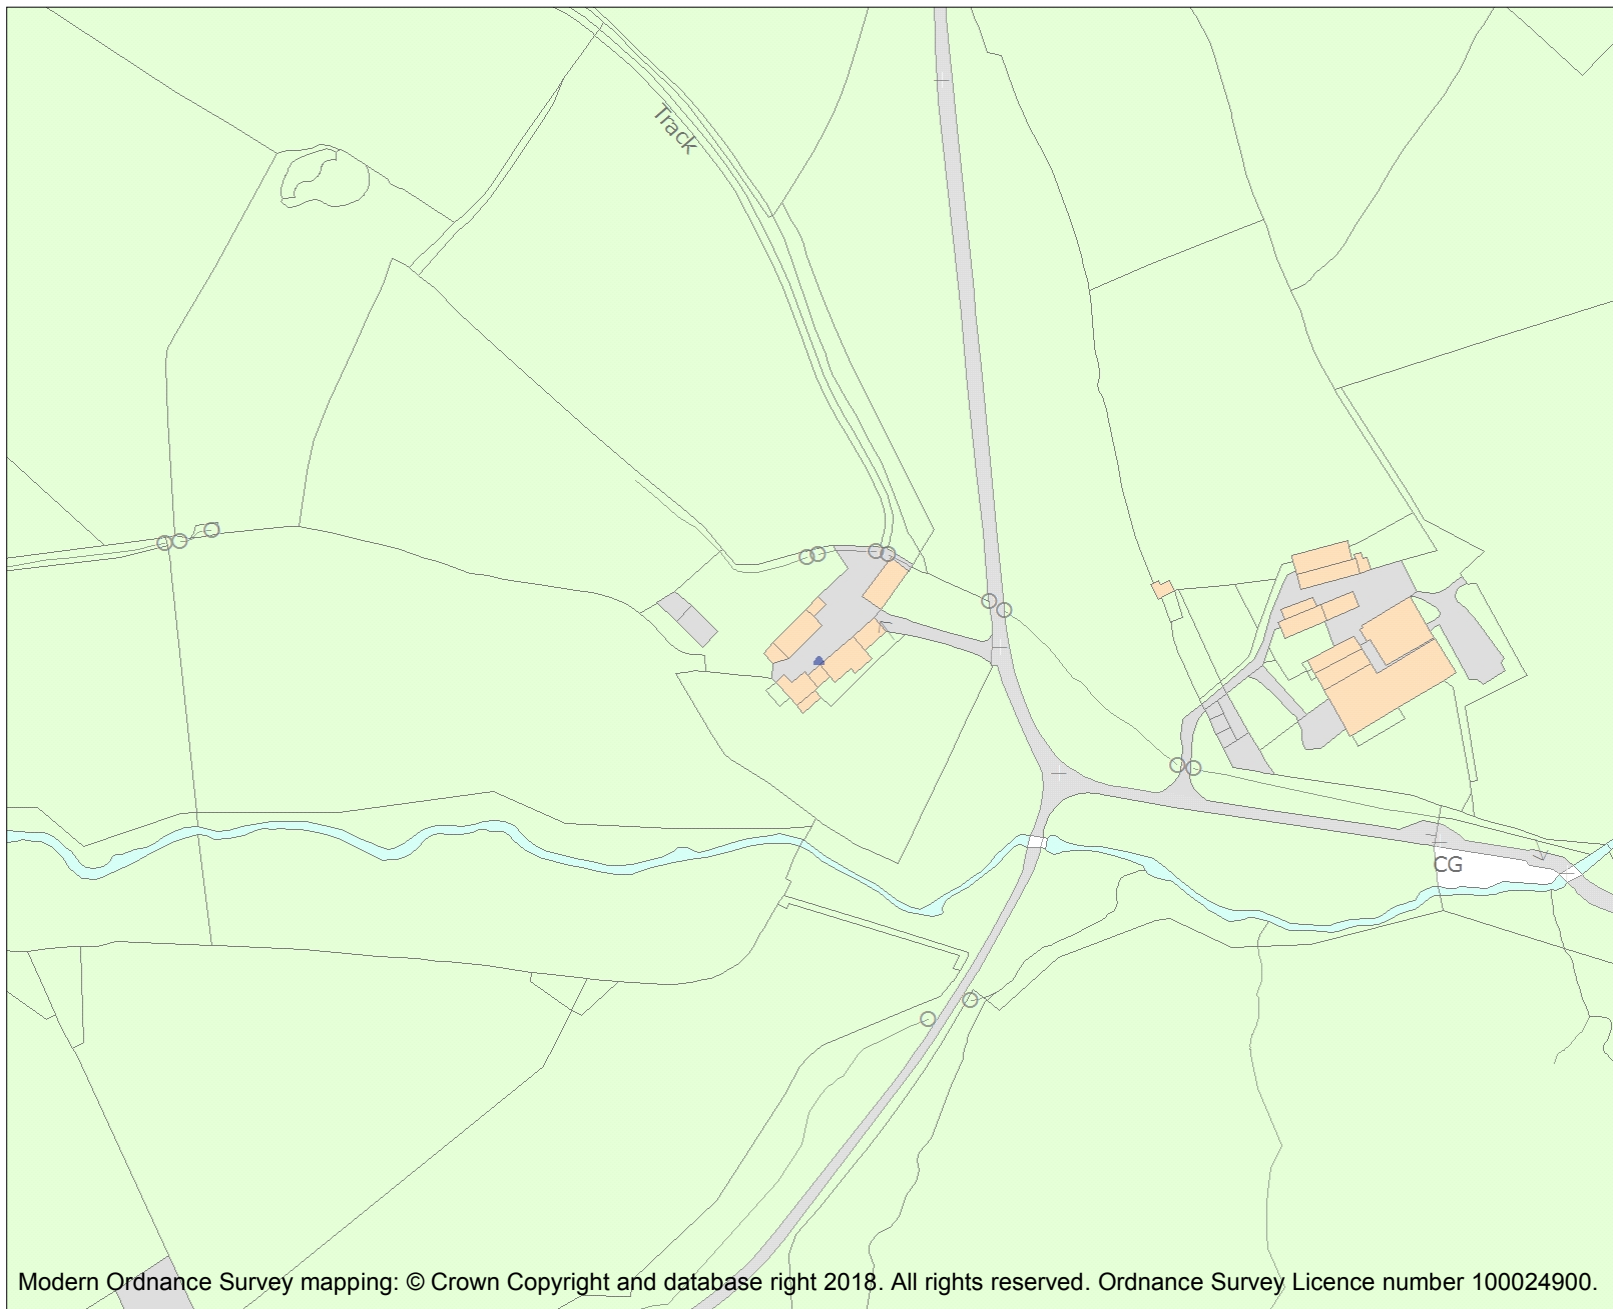 Track
CG
Modern Ordnance Survey mapping: © Crown Copyright and database right 2018. All rights reserved. Ordnance Survey Licence number 100024900.